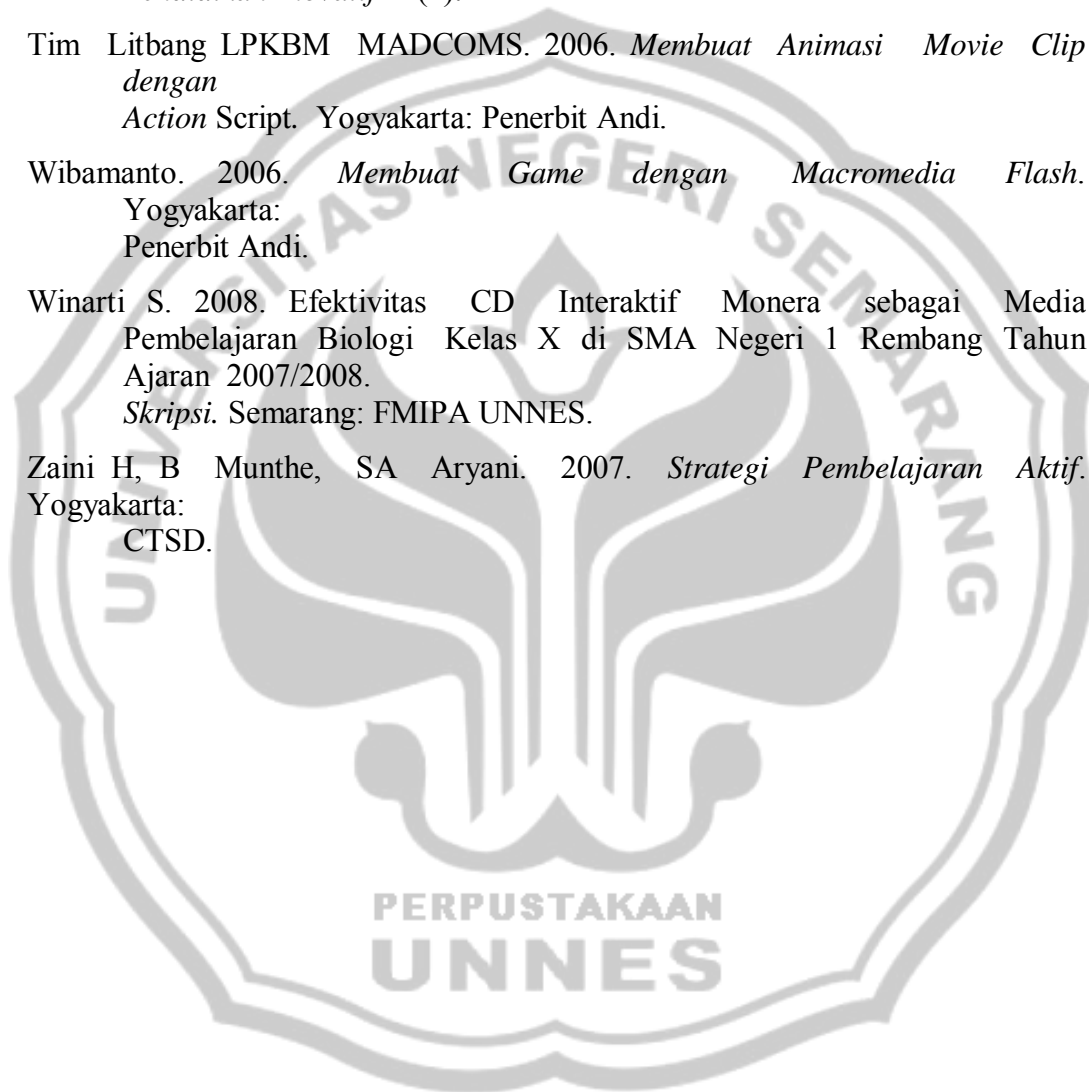 Tim Litbang LPKBM MADCOMS. 2006. Membuat Animasi Movie Clip
dengan
Action Script. Yogyakarta: Penerbit Andi.
Wibamanto. 2006. Membuat Game dengan Macromedia Flash.
Yogyakarta:
Penerbit Andi.
Winarti S. 2008. Efektivitas CD Interaktif Monera sebagai Media
Pembelajaran Biologi Kelas X di SMA Negeri 1 Rembang Tahun
Ajaran 2007/2008.
Skripsi. Semarang: FMIPA UNNES.
Zaini H, B Munthe, SA Aryani. 2007. Strategi Pembelajaran Aktif.
Yogyakarta:
CTSD.
UNIVERSITAS NEGERI SEMARANG
PERPUSTAKAAN
UNNES